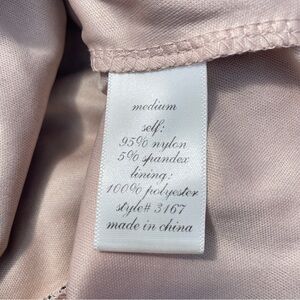 medium
self:
95% nylon
5% spandex
lining:
100% polyester
style# 3167
made in china